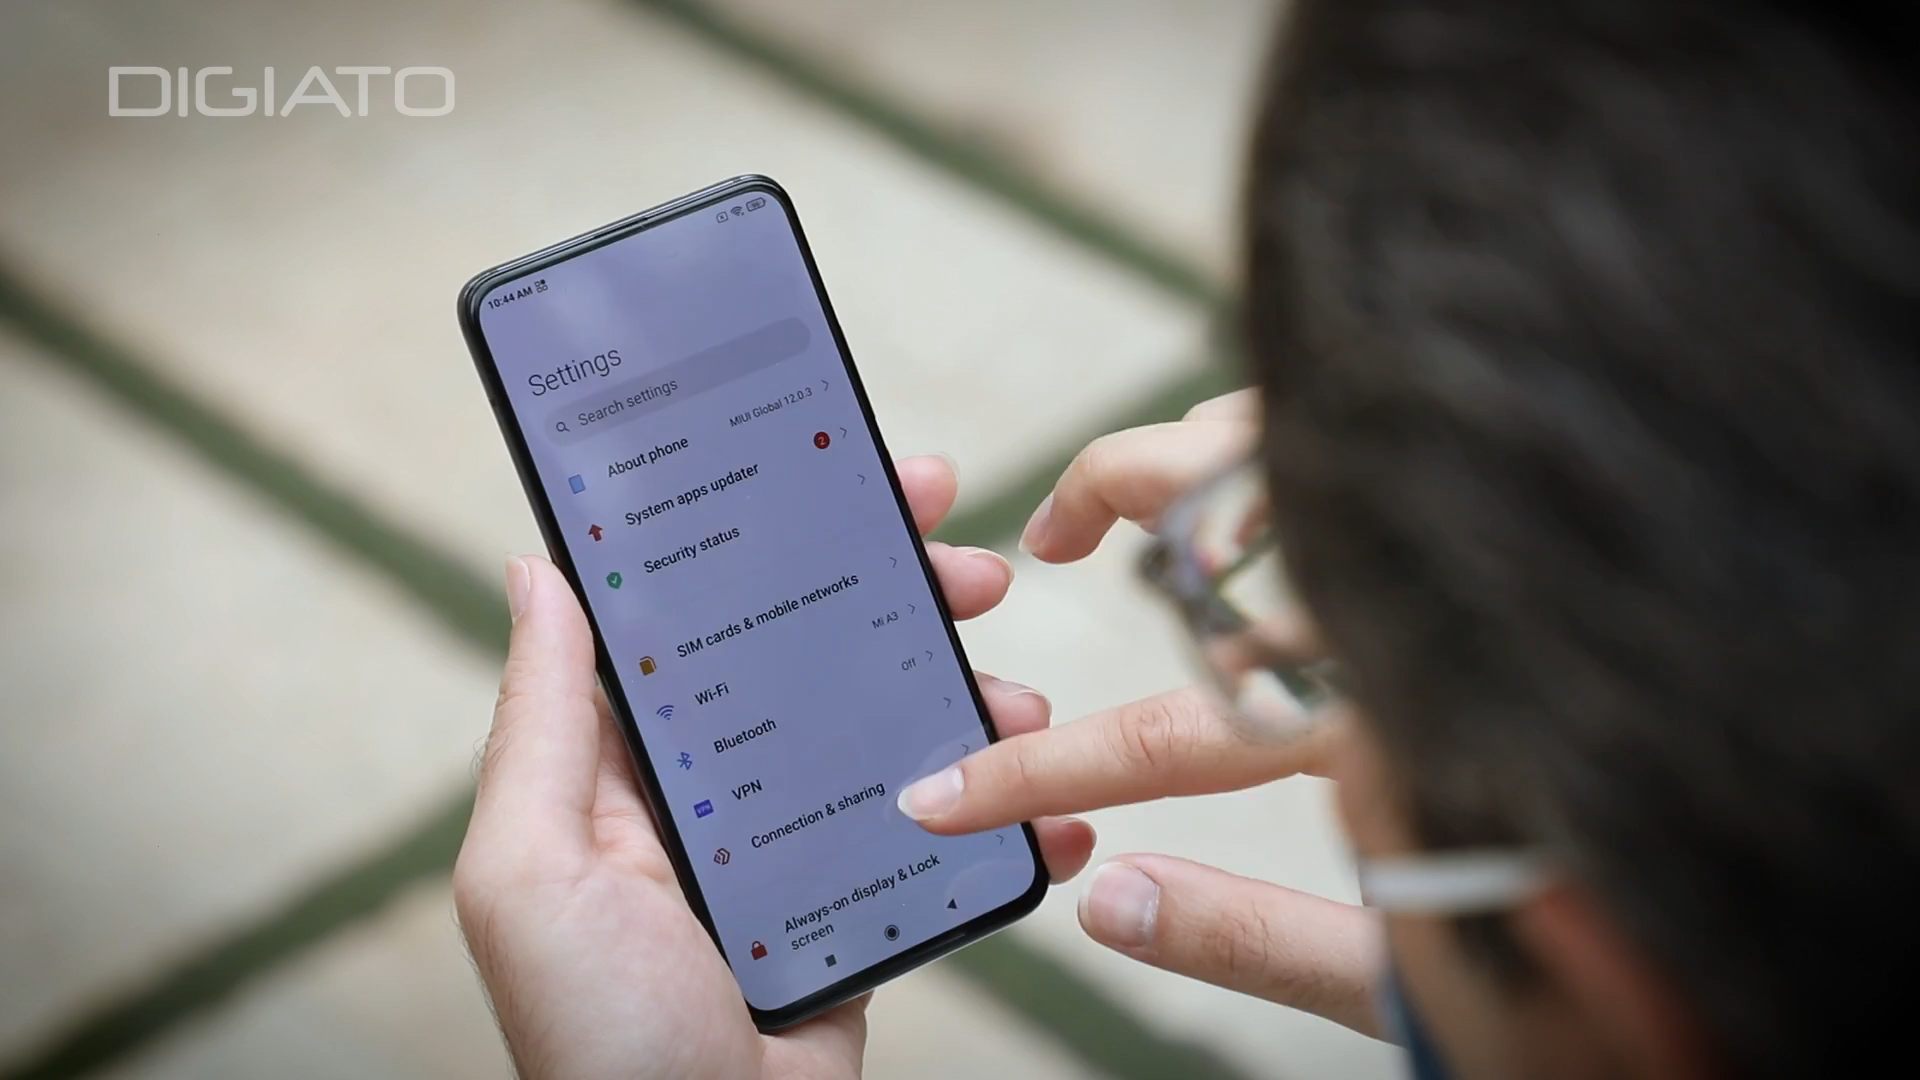 DIGIATO
10:44 AM
Settings
Search settings
About phone MIUI Global 12.0.3
System apps updater 2
Security status
SIM cards & mobile networks
Wi-Fi Mi A3
Bluetooth Off
VPN VPN
Connection & sharing
Always-on display & Lock
screen